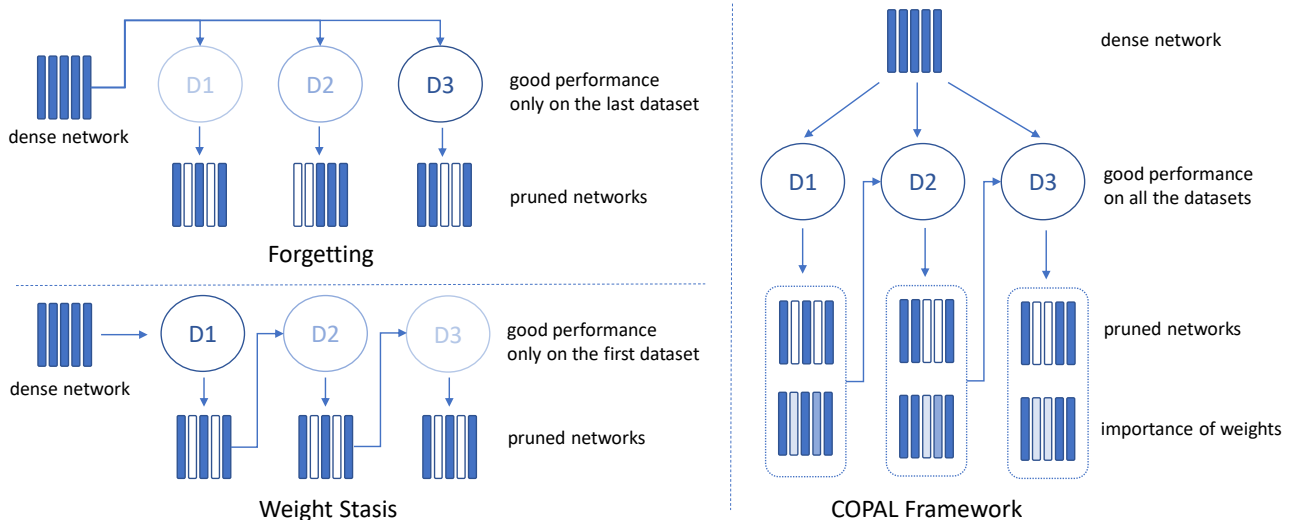 dense network
D1
D2
D3
good performance
only on the last dataset
pruned networks
Forgetting
dense network
D1
D2
D3
good performance
only on the first dataset
pruned networks
Weight Stasis
dense network
D1
D2
D3
good performance
on all the datasets
pruned networks
importance of weights
COPAL Framework